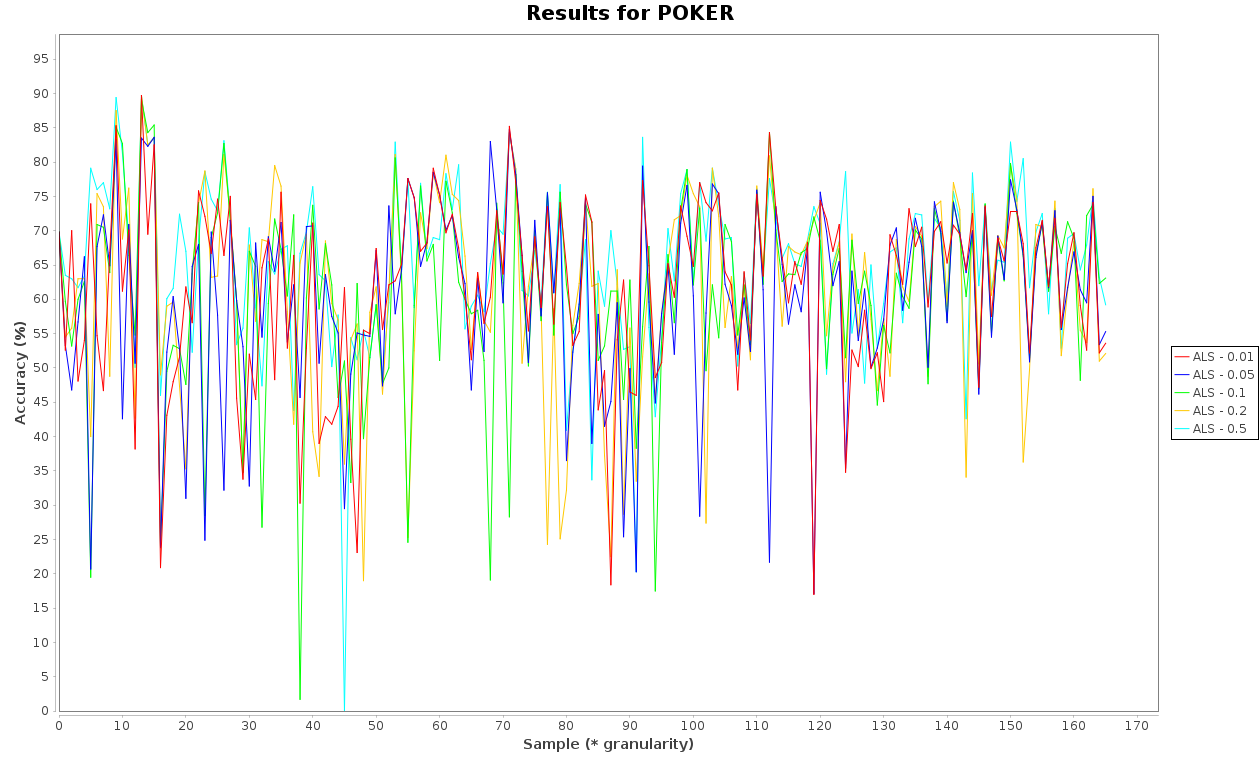 Results for POKER
Accuracy (%)
95
90
85
80
75
70
65
60
55
50
45
40
35
30
25
20
15
10
5
0
0 10 20 30 40 50 60 70 80 90 100 110 120 130 140 150 160 170
Sample (* granularity)
ALS - 0.01
ALS - 0.05
ALS - 0.1
ALS - 0.2
ALS - 0.5